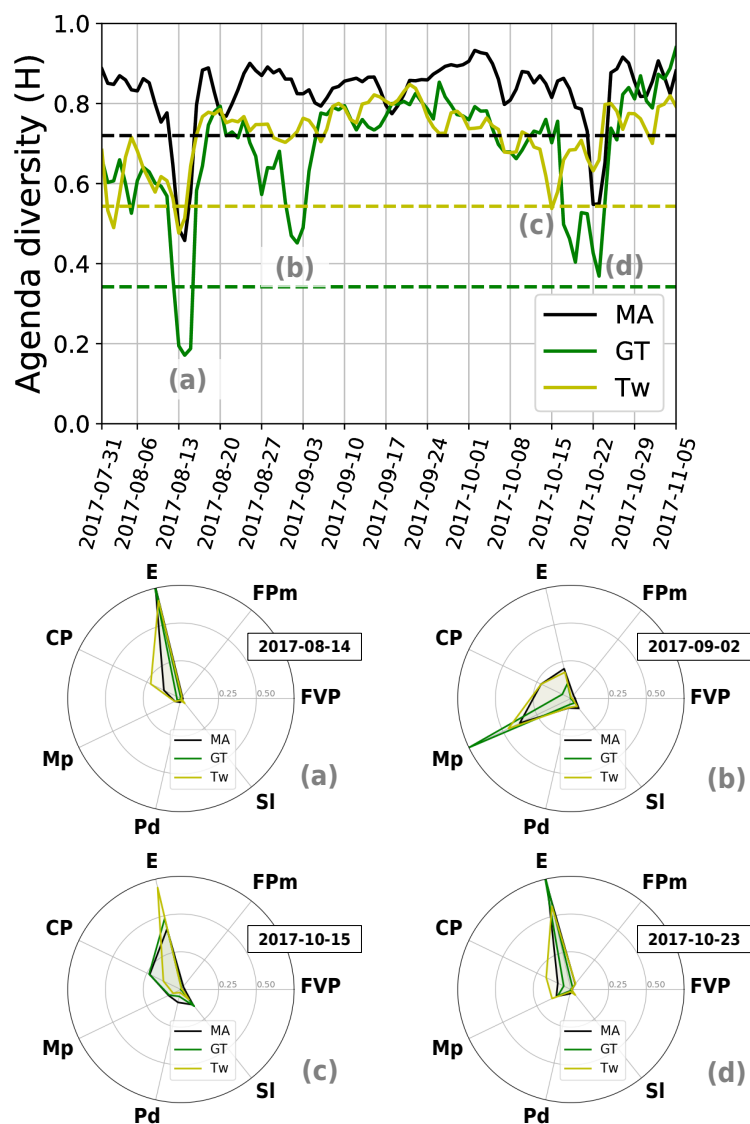 1.0
0.8
0.6
0.4
0.2
0.0
Agenda diversity (H)
(a)
(b)
(c)
(d)
MA
GT
Tw
2017-07-31
2017-08-06
2017-08-13
2017-08-20
2017-08-27
2017-09-03
2017-09-10
2017-09-17
2017-09-24
2017-10-01
2017-10-08
2017-10-15
2017-10-22
2017-10-29
2017-11-05
E
FPm
CP
2017-08-14
0.25
0.50
FVP
Mp
MA
GT
Tw
(a)
Pd
Sl
E
FPm
CP
2017-09-02
0.25
0.50
FVP
Mp
MA
GT
Tw
(b)
Pd
Sl
E
FPm
CP
2017-10-15
0.25
0.50
FVP
Mp
MA
GT
Tw
(c)
Pd
Sl
E
FPm
CP
2017-10-23
0.25
0.50
FVP
Mp
MA
GT
Tw
(d)
Pd
Sl